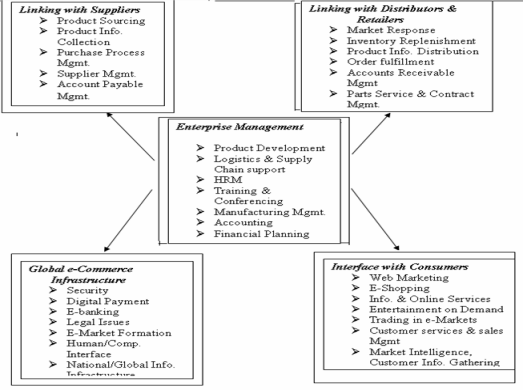 Linking with Suppliers
Product Sourcing
Product Info.
Collection
Purchase Process
Mgmt.
Supplier Mgmt.
Account Payable
Mgmt.
Linking with Distributors &
Retailers
Market Response
Inventory Replenishment
Product Info. Distribution
Order fulfillment
Accounts Receivable
Mgmt
Parts Service & Contract
Mgmt.
Enterprise Management
Product Development
Logistics & Supply
Chain support
HRM
Training &
Conferencing
Manufacturing Mgmt.
Accounting
Financial Planning
Global e-Commerce
Infrastructure
Security
Digital Payment
E-banking
Legal Issues
E-Market Formation
Human/Comp.
Interface
National/Global Info.
Infrastructure
Interface with Consumers
Web Marketing
E-Shopping
Info. & Online Services
Entertainment on Demand
Trading in e-Markets
Customer services & sales
Mgmt
Market Intelligence,
Customer Info. Gathering